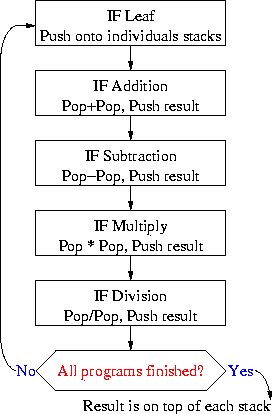 IF Leaf
Push onto individuals stacks
IF Addition
Pop+Pop, Push result
IF Subtraction
Pop−Pop, Push result
IF Multiply
Pop * Pop, Push result
IF Division
Pop/Pop, Push result
No All programs finished? Yes
Result is on top of each stack